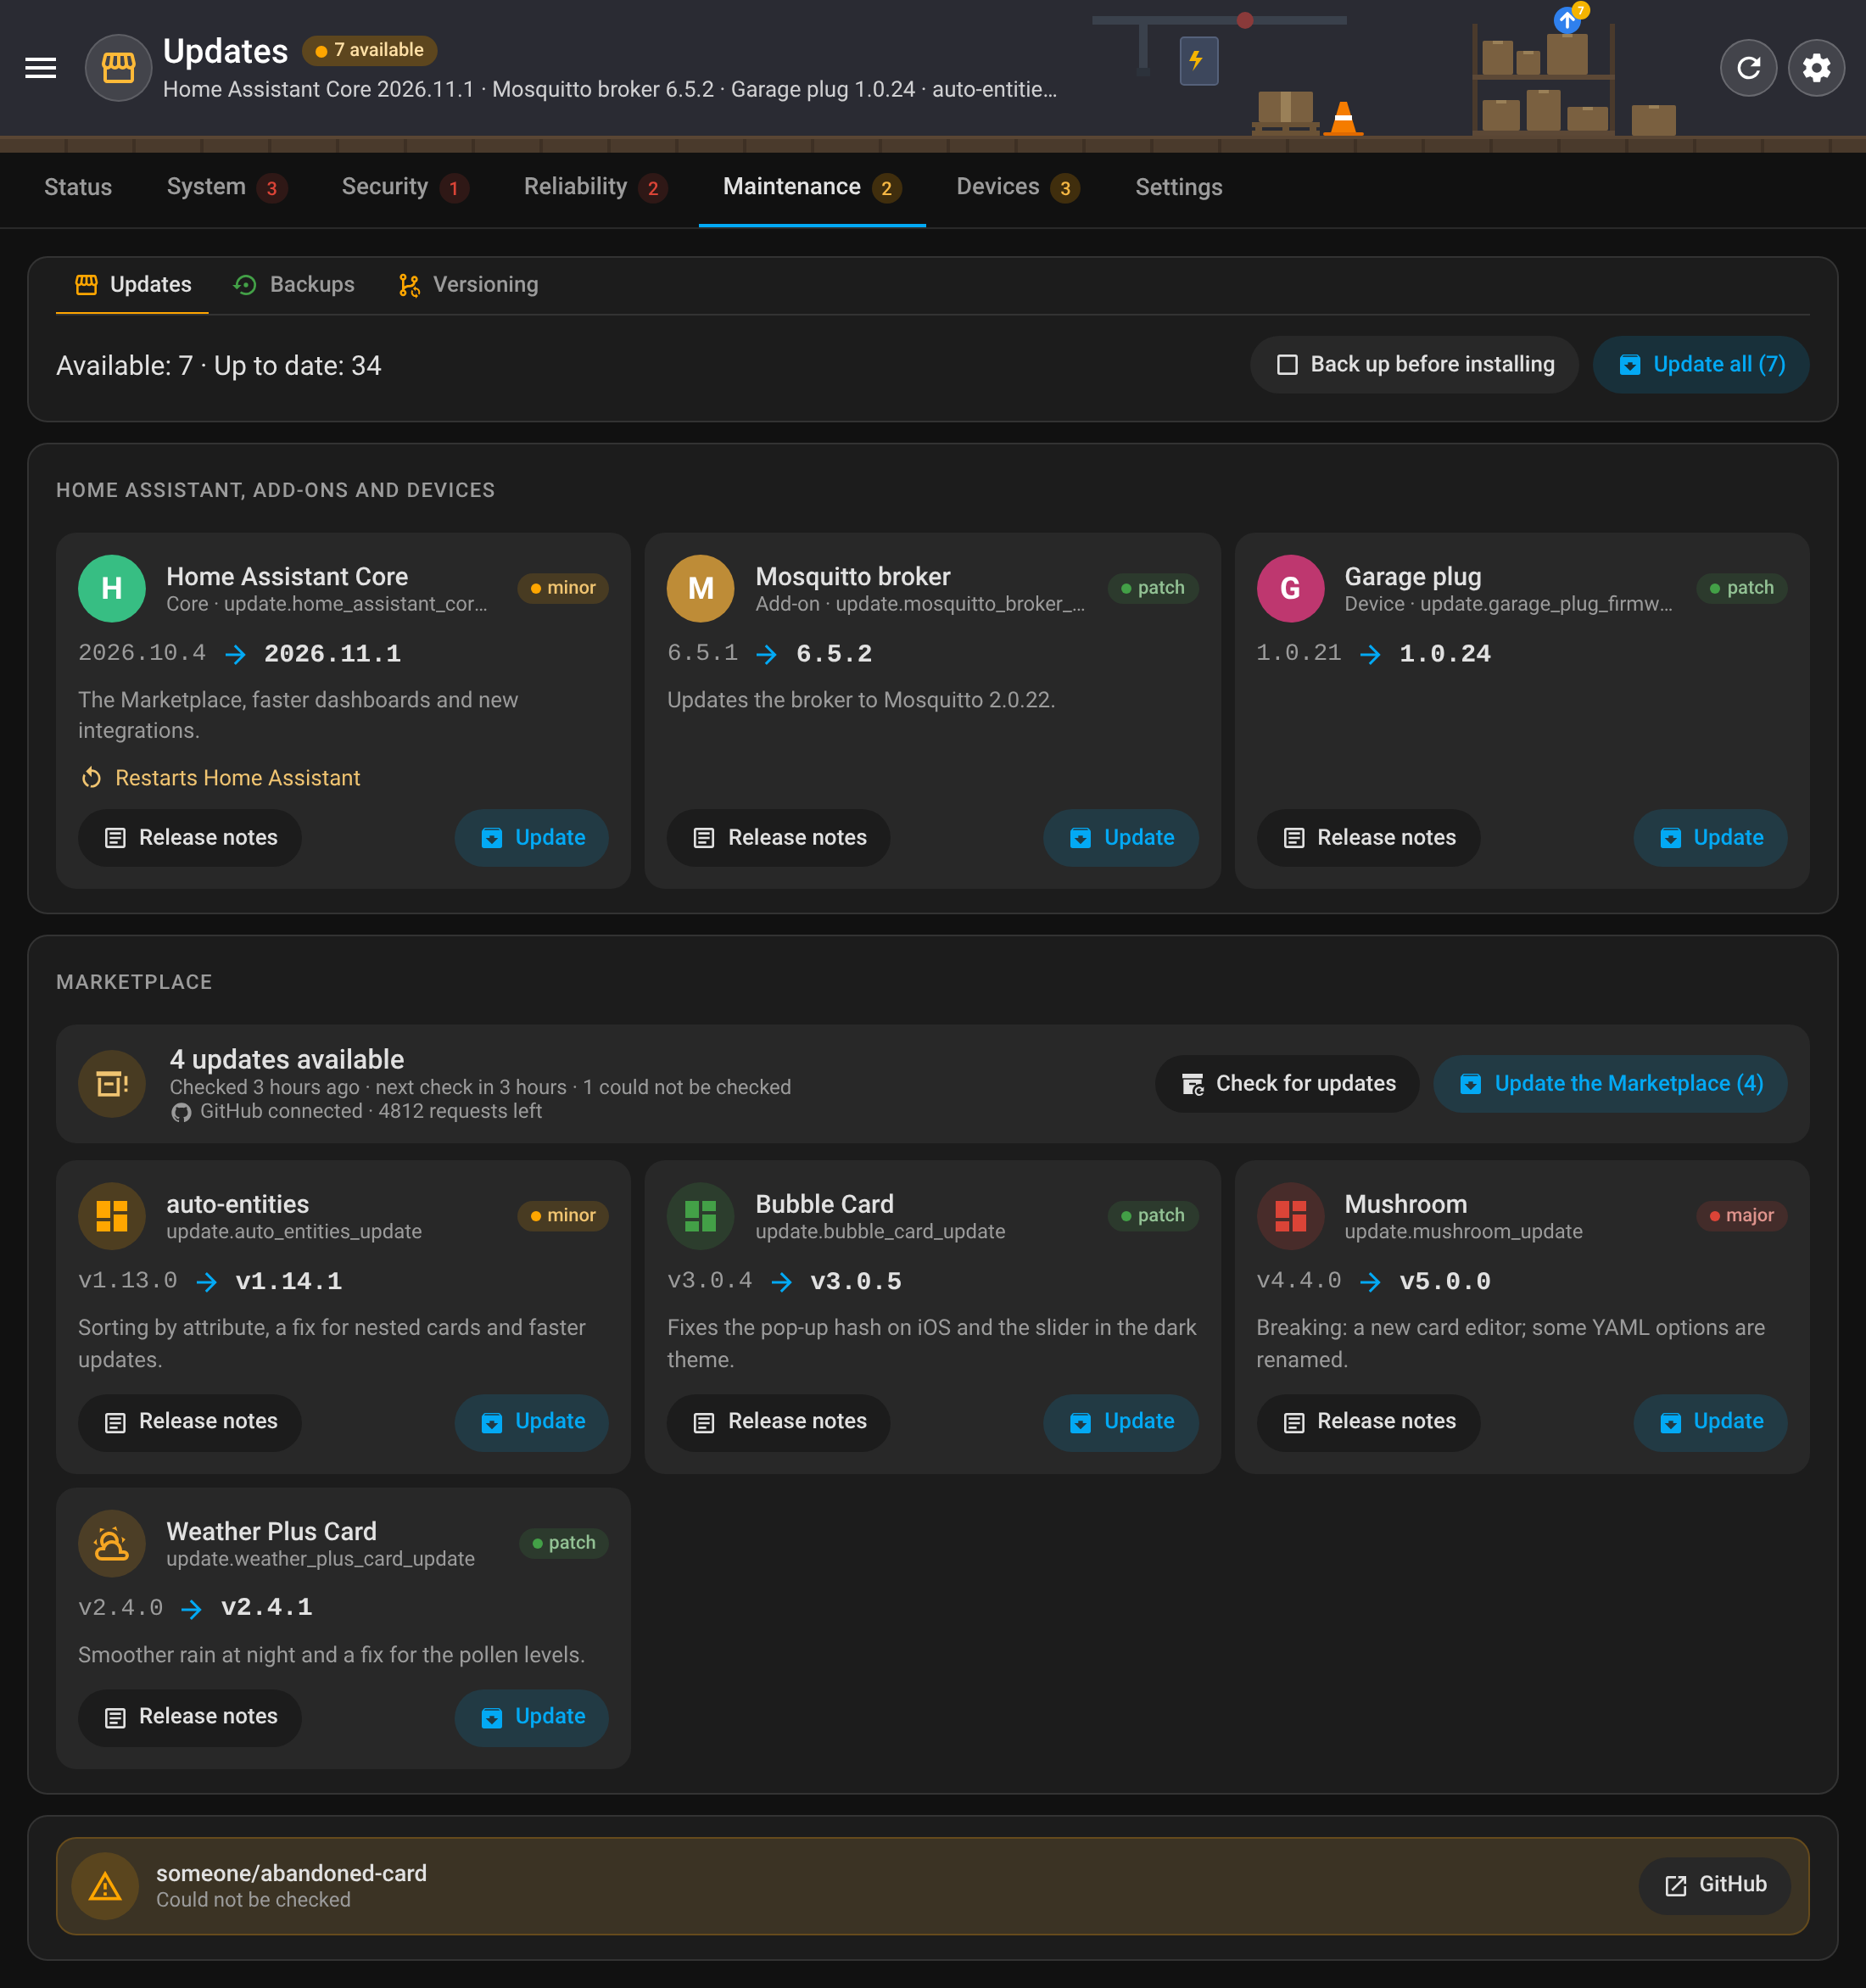 Updates
7 available
7
Home Assistant Core 2026.11.1 · Mosquitto broker 6.5.2 · Garage plug 1.0.24 · auto-entitie...
Status
System 3
Security 1
Reliability 2
Maintenance 2
Devices 3
Settings
Updates
Backups
Versioning
Available: 7 · Up to date: 34
Back up before installing
Update all (7)
HOME ASSISTANT, ADD-ONS AND DEVICES
H
Home Assistant Core
Core · update.home_assistant_cor...
minor
2026.10.4 → 2026.11.1
The Marketplace, faster dashboards and new
integrations.
Restarts Home Assistant
Release notes
Update
M
Mosquitto broker
Add-on · update.mosquitto_broker_...
patch
6.5.1 → 6.5.2
Updates the broker to Mosquitto 2.0.22.
Release notes
Update
G
Garage plug
Device · update.garage_plug_firmw...
patch
1.0.21 → 1.0.24
Release notes
Update
MARKETPLACE
4 updates available
Checked 3 hours ago · next check in 3 hours · 1 could not be checked
GitHub connected · 4812 requests left
Check for updates
Update the Marketplace (4)
auto-entities
update.auto_entities_update
minor
v1.13.0 → v1.14.1
Sorting by attribute, a fix for nested cards and faster
updates.
Release notes
Update
Bubble Card
update.bubble_card_update
patch
v3.0.4 → v3.0.5
Fixes the pop-up hash on iOS and the slider in the dark
theme.
Release notes
Update
Mushroom
update.mushroom_update
major
v4.4.0 → v5.0.0
Breaking: a new card editor; some YAML options are
renamed.
Release notes
Update
Weather Plus Card
update.weather_plus_card_update
patch
v2.4.0 → v2.4.1
Smoother rain at night and a fix for the pollen levels.
Release notes
Update
someone/abandoned-card
Could not be checked
GitHub